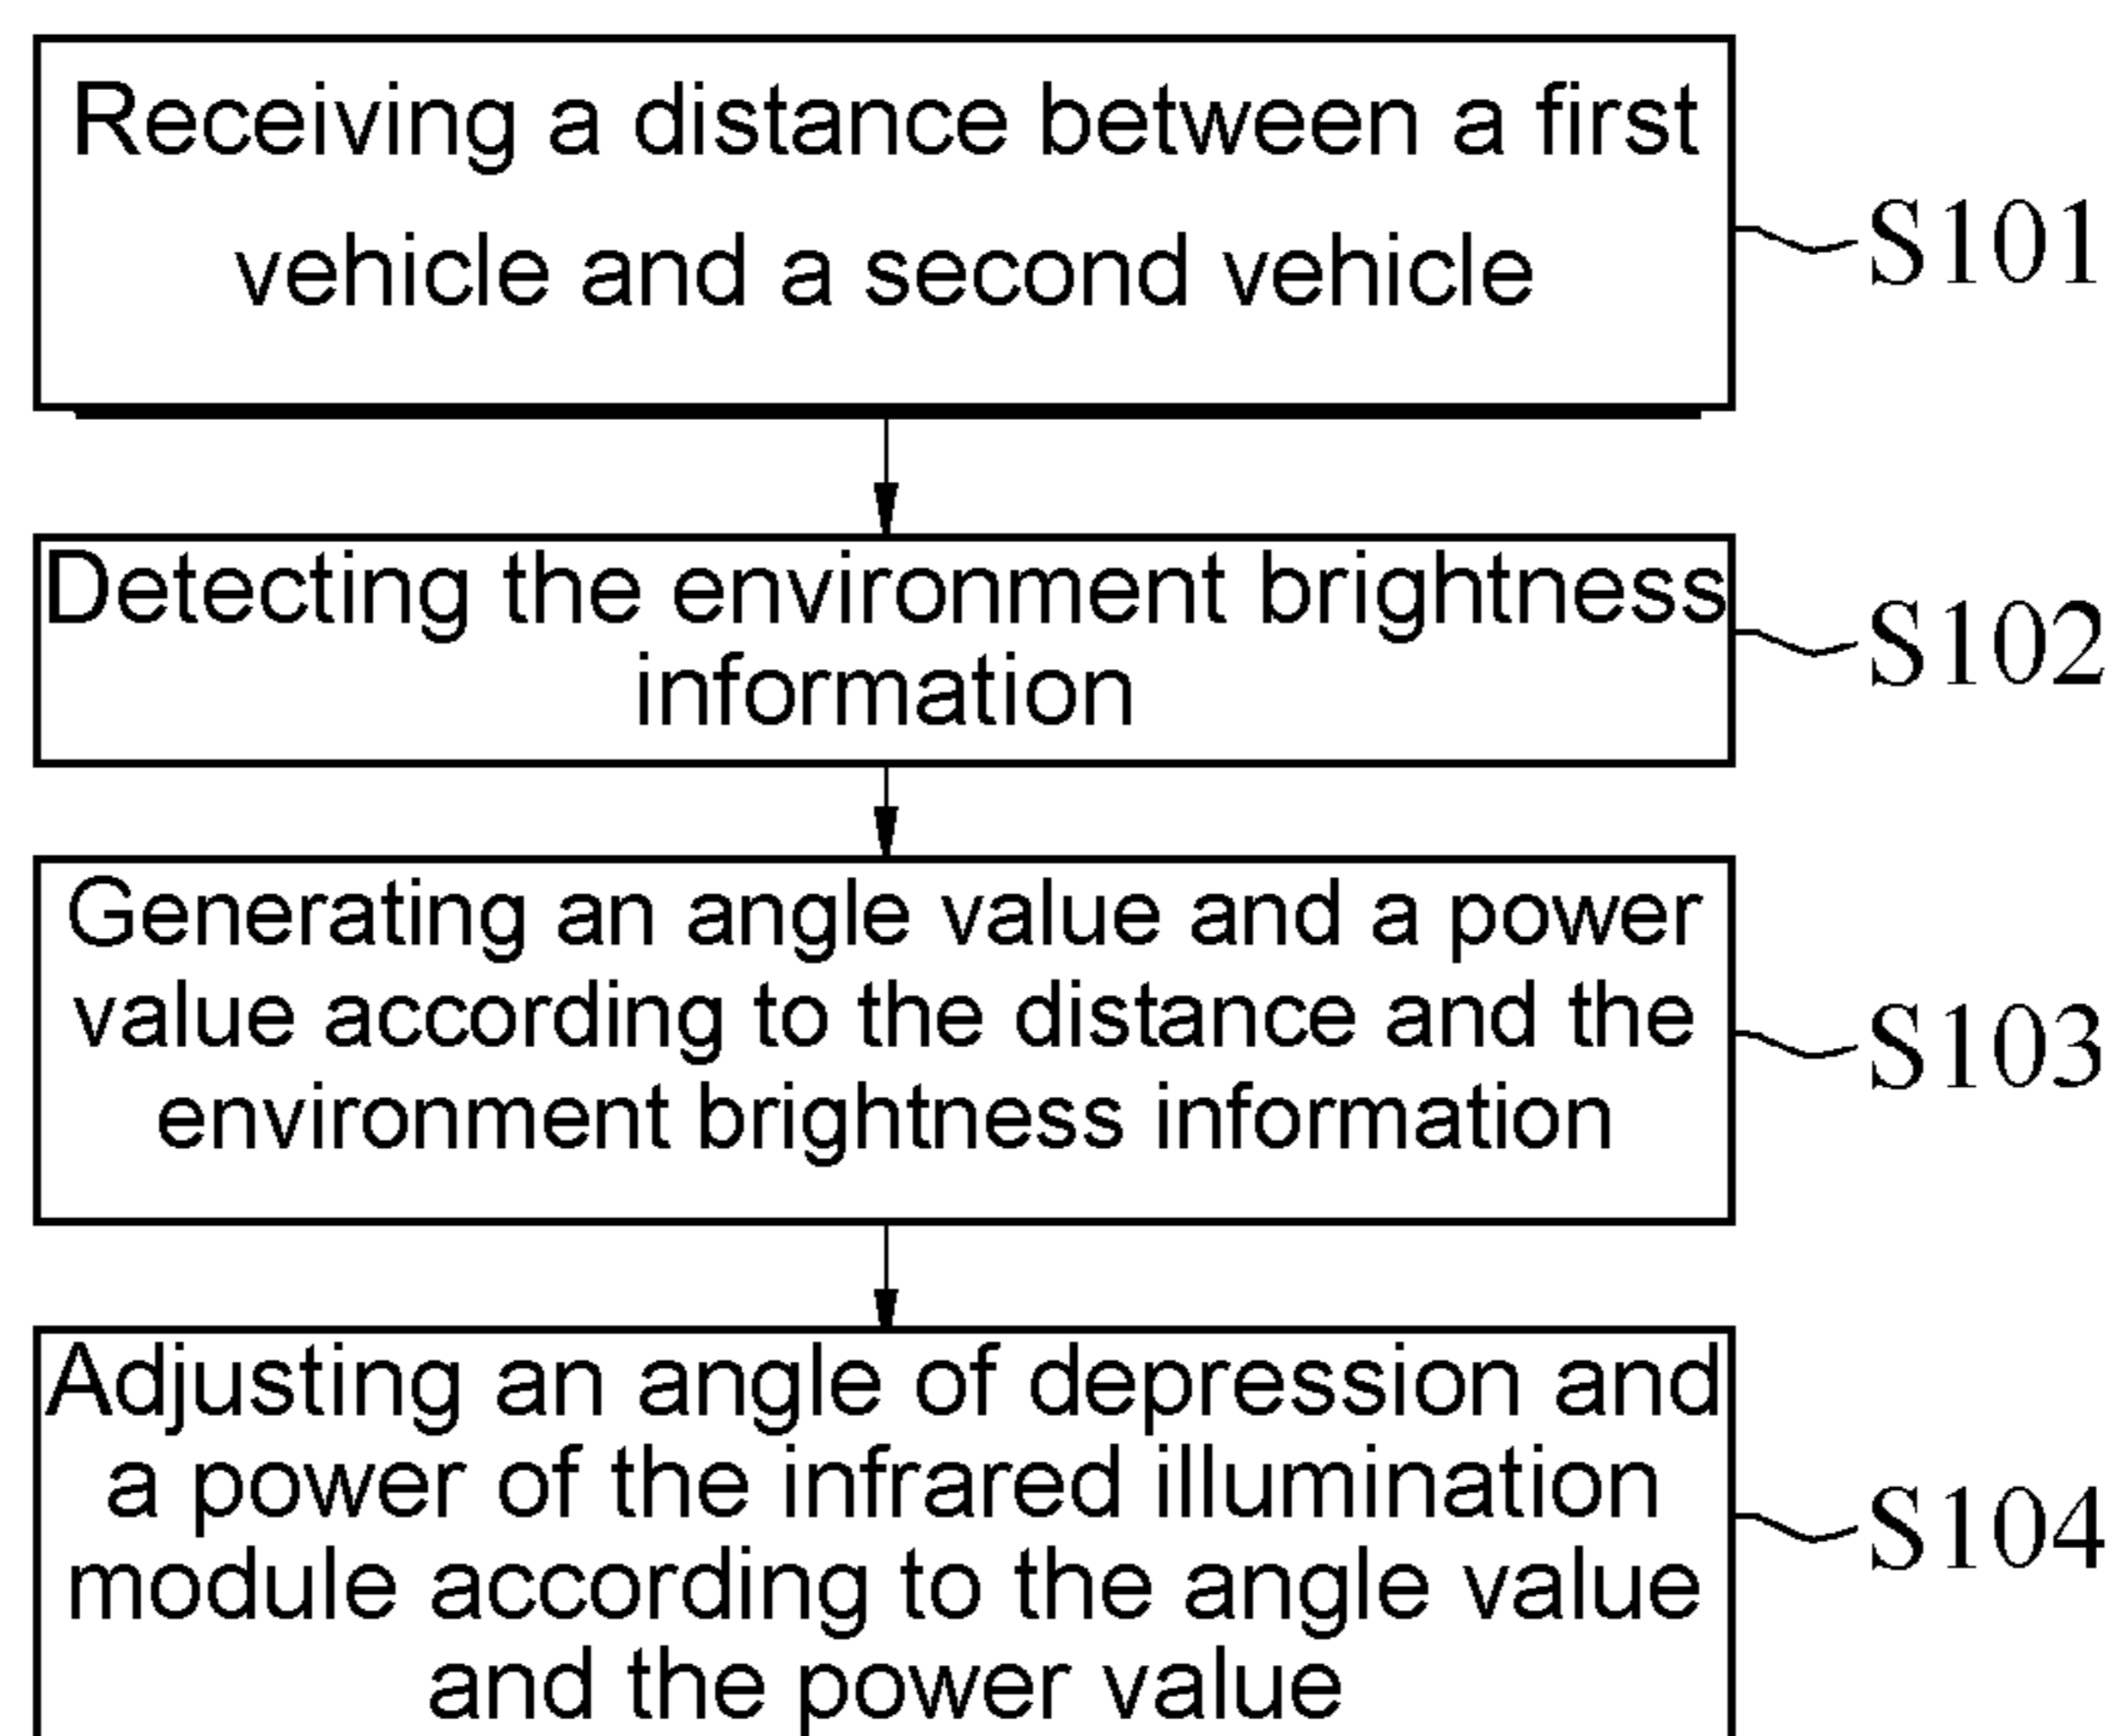 Receiving a distance between a first
vehicle and a second vehicle
S101
Detecting the environment brightness
information
S102
Generating an angle value and a power
value according to the distance and the
environment brightness information
S103
Adjusting an angle of depression and
a power of the infrared illumination
module according to the angle value
and the power value
S104